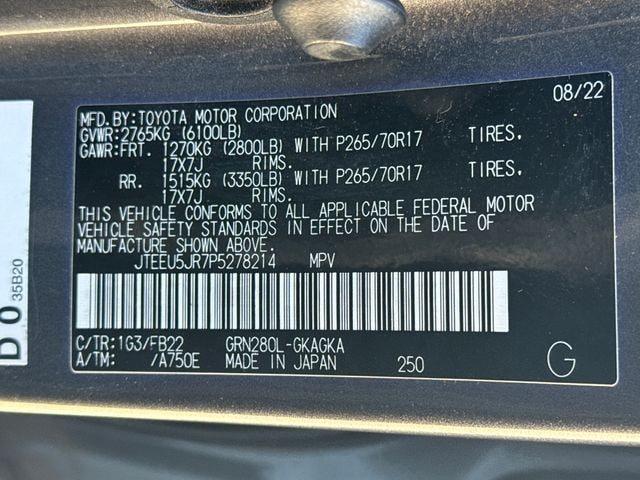 08/22
MFD.BY:TOYOTA MOTOR CORPORATION
GVWR:2765KG (6100LB)
GAWR:FRT. 1270KG (2800LB) WITH P265/70R17 TIRES.
17X7J RIMS.
RR. 1515KG (3350LB) WITH P265/70R17 TIRES.
17X7J RIMS.
THIS VEHICLE CONFORMS TO ALL APPLICABLE FEDERAL MOTOR
VEHICLE SAFETY STANDARDS IN EFFECT ON THE DATE OF
MANUFACTURE SHOWN ABOVE.
JTEEU5JR7P5278214 MPV
C/TR:1G3/FB22 GRN280L-GKAGKA
A/TM: /A750E MADE IN JAPAN 250 G
D 0 35B20